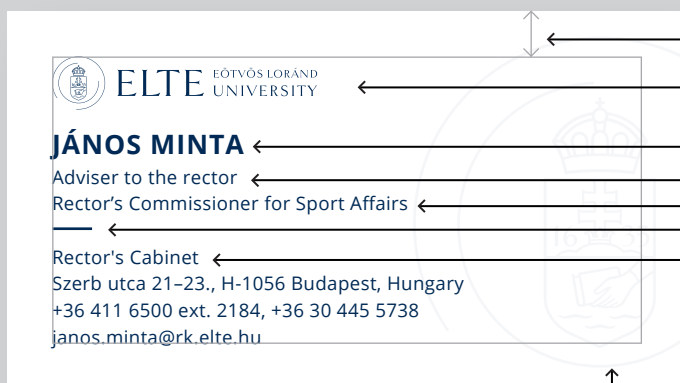 ELTE EÖTVÖS LORÁND UNIVERSITY
JÁNOS MINTA
Adviser to the rector
Rector’s Commissioner for Sport Affairs
Rector's Cabinet
Szerb utca 21–23., H-1056 Budapest, Hungary
+36 411 6500 ext. 2184, +36 30 445 5738
janos.minta@rk.elte.hu
16 35